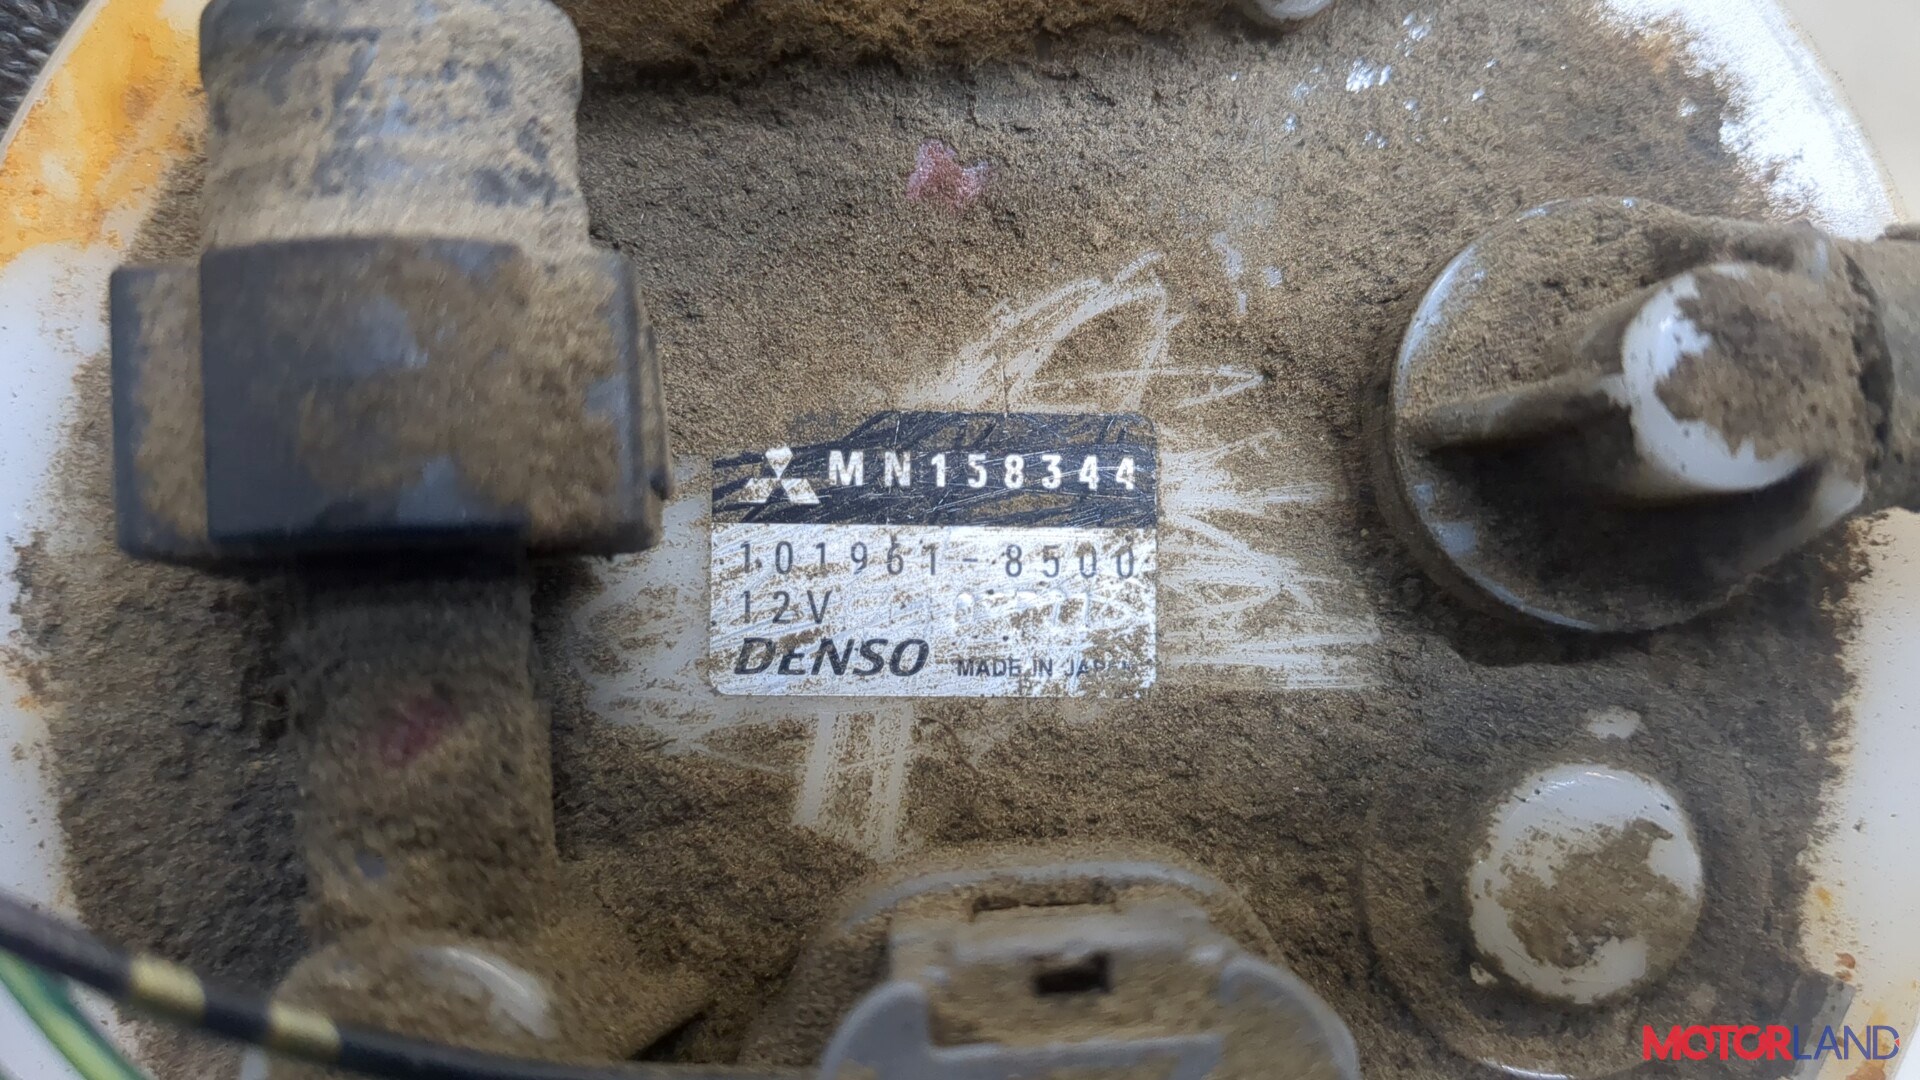 MN158344
101961-8500
12V
DENSO MADE IN JAPAN
MOTORLAND